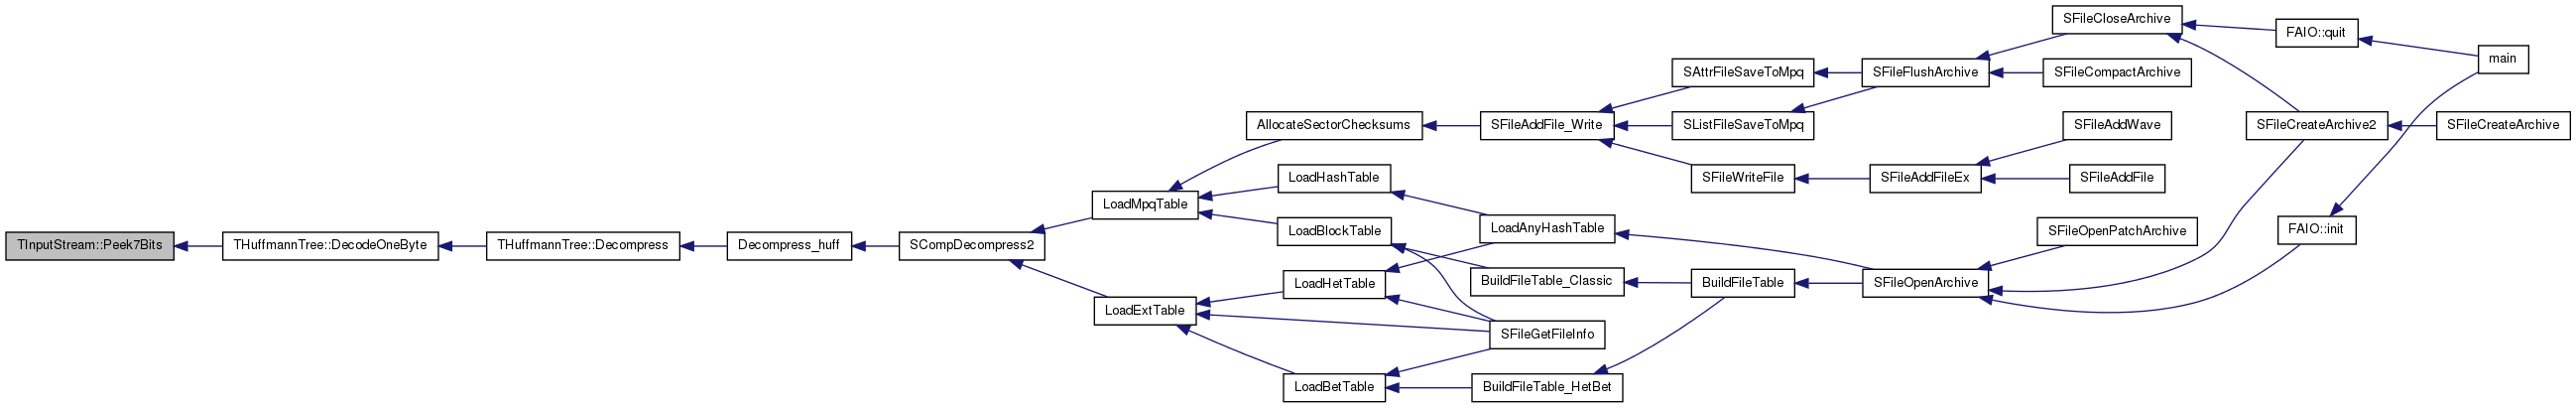 TInputStream::Peek7Bits
THuffmannTree::DecodeOneByte
THuffmannTree::Decompress
Decompress_huff
SCompDecompress2
LoadMpqTable
LoadExtTable
AllocateSectorChecksums
LoadHashTable
LoadBlockTable
LoadHetTable
LoadBetTable
SFileAddFile_Write
LoadAnyHashTable
BuildFileTable_Classic
SFileGetFileInfo
BuildFileTable_HetBet
SAttrFileSaveToMpq
SListFileSaveToMpq
SFileWriteFile
BuildFileTable
SFileFlushArchive
SFileAddFileEx
SFileOpenArchive
SFileCloseArchive
SFileCompactArchive
SFileAddWave
SFileAddFile
SFileOpenPatchArchive
FAIO::quit
SFileCreateArchive2
FAIO::init
main
SFileCreateArchive